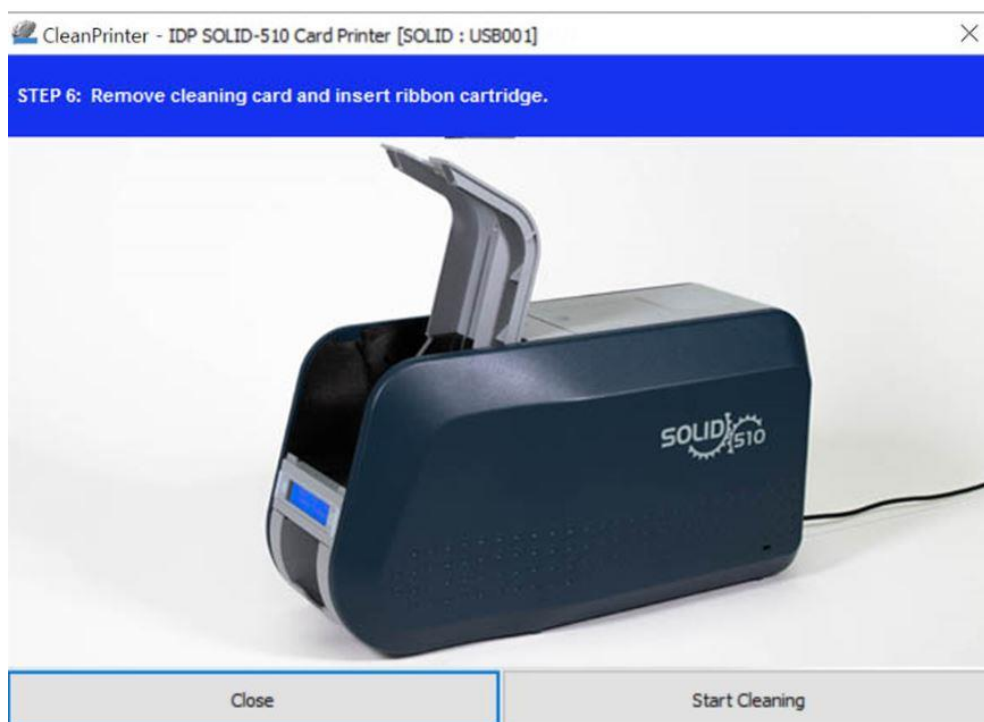 CleanPrinter - IDP SOLID-510 Card Printer [SOLID : USB001]
STEP 6: Remove cleaning card and insert ribbon cartridge.
SOLID 510
Close
Start Cleaning